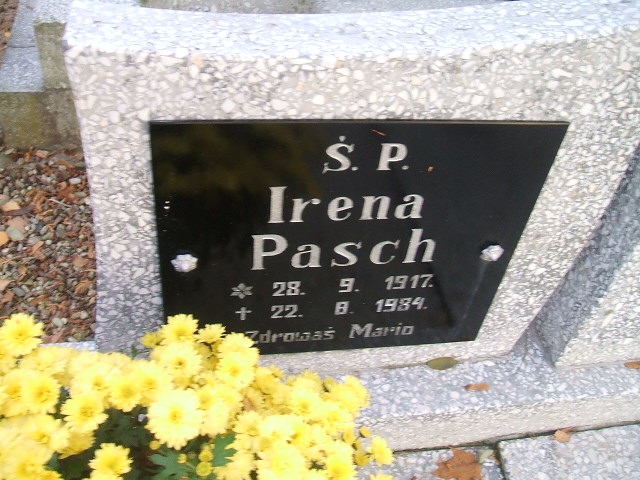 Ś. P.
Irena
Pasch
* 28. 9. 1917.
+ 22. 8. 1984.
Zdrowaś Mario